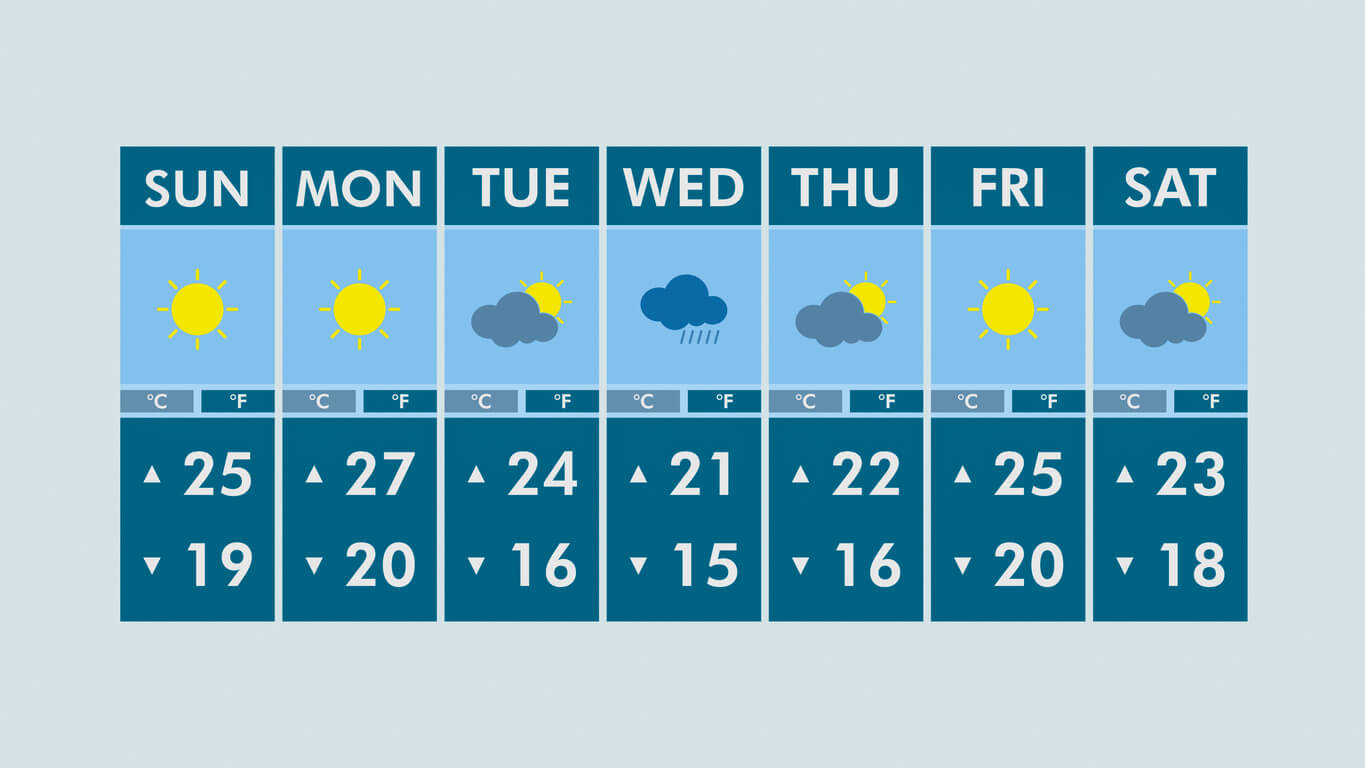 SUN MON TUE WED THU FRI SAT
°C °F °C °F °C °F °C °F °C °F °C °F °C °F
▲ 25 ▲ 27 ▲ 24 ▲ 21 ▲ 22 ▲ 25 ▲ 23
▼ 19 ▼ 20 ▼ 16 ▼ 15 ▼ 16 ▼ 20 ▼ 18